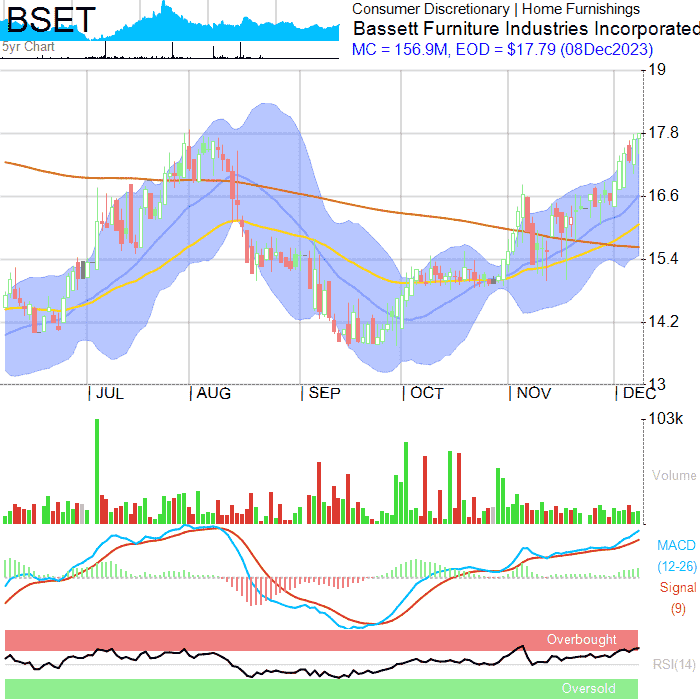 BSET
5yr Chart
Consumer Discretionary | Home Furnishings
Bassett Furniture Industries Incorporated
MC = 156.9M, EOD = $17.79 (08Dec2023)
19
17.8
16.6
15.4
14.2
13
JUL AUG SEP OCT NOV DEC
103k
Volume
MACD
(12-26)
Signal
(9)
Overbought
RSI(14)
Oversold